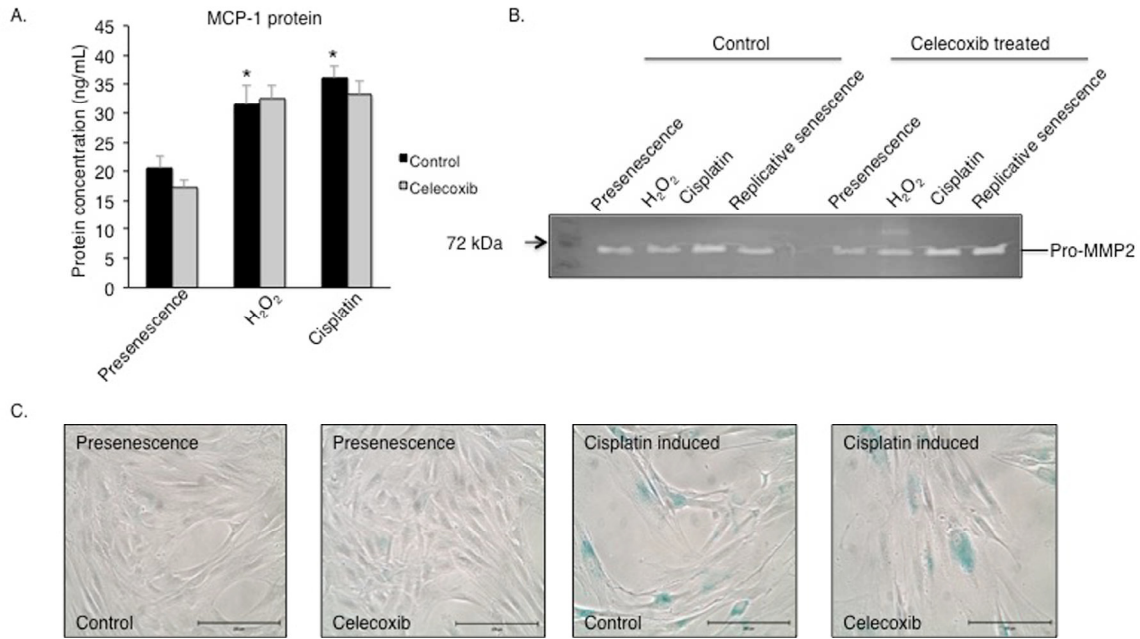 A.
MCP-1 protein
Protein concentration (ng/mL)
45
40
35
30
25
20
15
10
5
0
*
*
Presenescence
H₂O₂
Cisplatin
Control
Celecoxib
B.
Control
Celecoxib treated
Presenescence
H₂O₂
Cisplatin
Replicative senescence
Presenescence
H₂O₂
Cisplatin
Replicative senescence
72 kDa
Pro-MMP2
C.
Presenescence
Control
Presenescence
Celecoxib
Cisplatin induced
Control
Cisplatin induced
Celecoxib